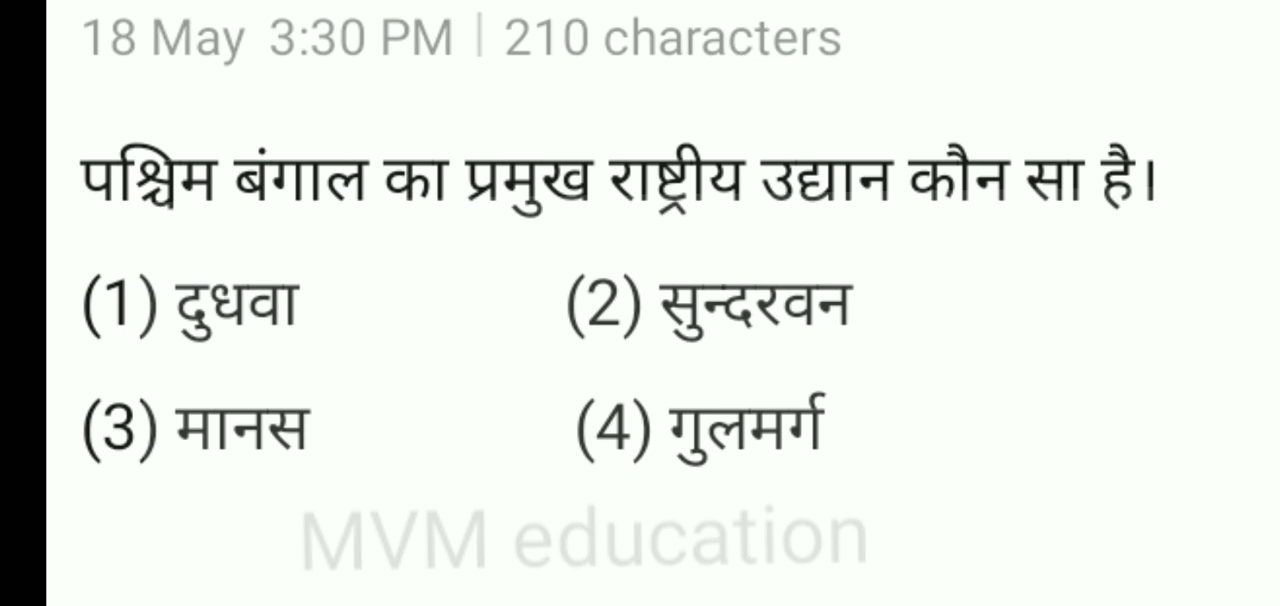 18 May 3:30 PM | 210 characters
पश्चिम बंगाल का प्रमुख राष्ट्रीय उद्यान कौन सा है।
(1) दुधवा (2) सुन्दरवन
(3) मानस (4) गुलमर्ग
MVM education